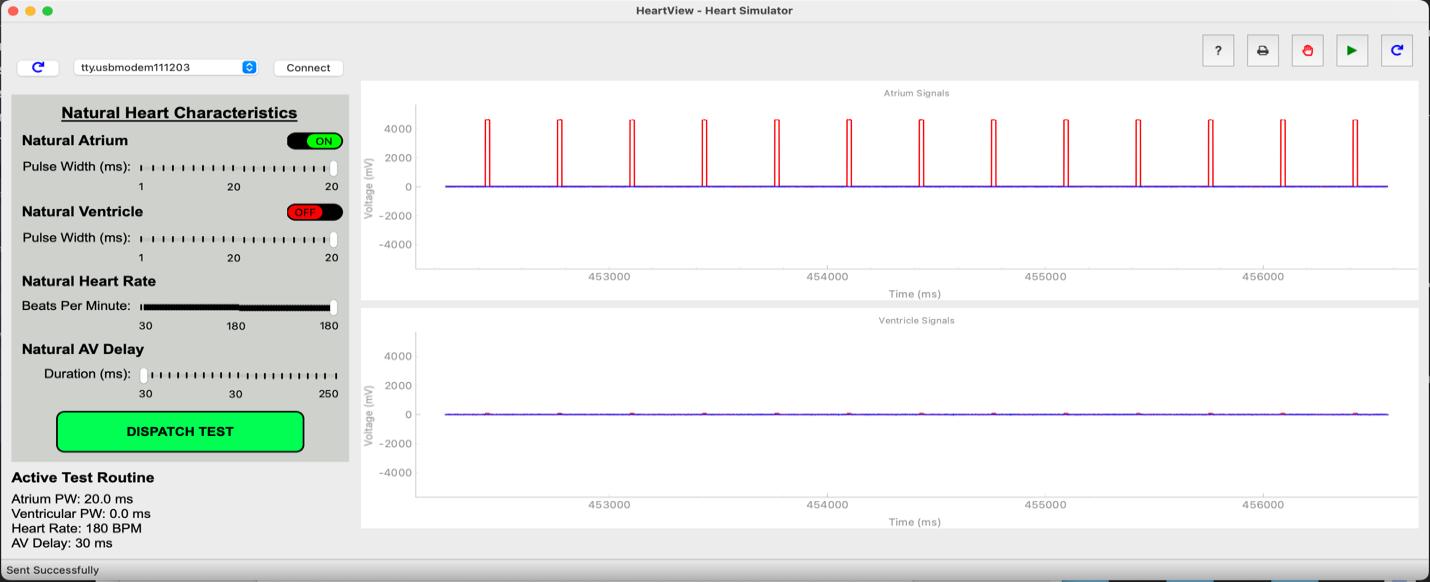 HeartView - Heart Simulator
?
tty.usbmodem111203
Connect
Natural Heart Characteristics
Natural Atrium
ON
Pulse Width (ms):
1 20 20
Natural Ventricle
OFF
Pulse Width (ms):
1 20 20
Natural Heart Rate
Beats Per Minute:
30 180 180
Natural AV Delay
Duration (ms):
30 30 250
DISPATCH TEST
Active Test Routine
Atrium PW: 20.0 ms
Ventricular PW: 0.0 ms
Heart Rate: 180 BPM
AV Delay: 30 ms
Sent Successfully
Atrium Signals
Voltage (mV)
4000
2000
0
-2000
-4000
453000 454000 455000 456000
Time (ms)
Ventricle Signals
Voltage (mV)
4000
2000
0
-2000
-4000
453000 454000 455000 456000
Time (ms)